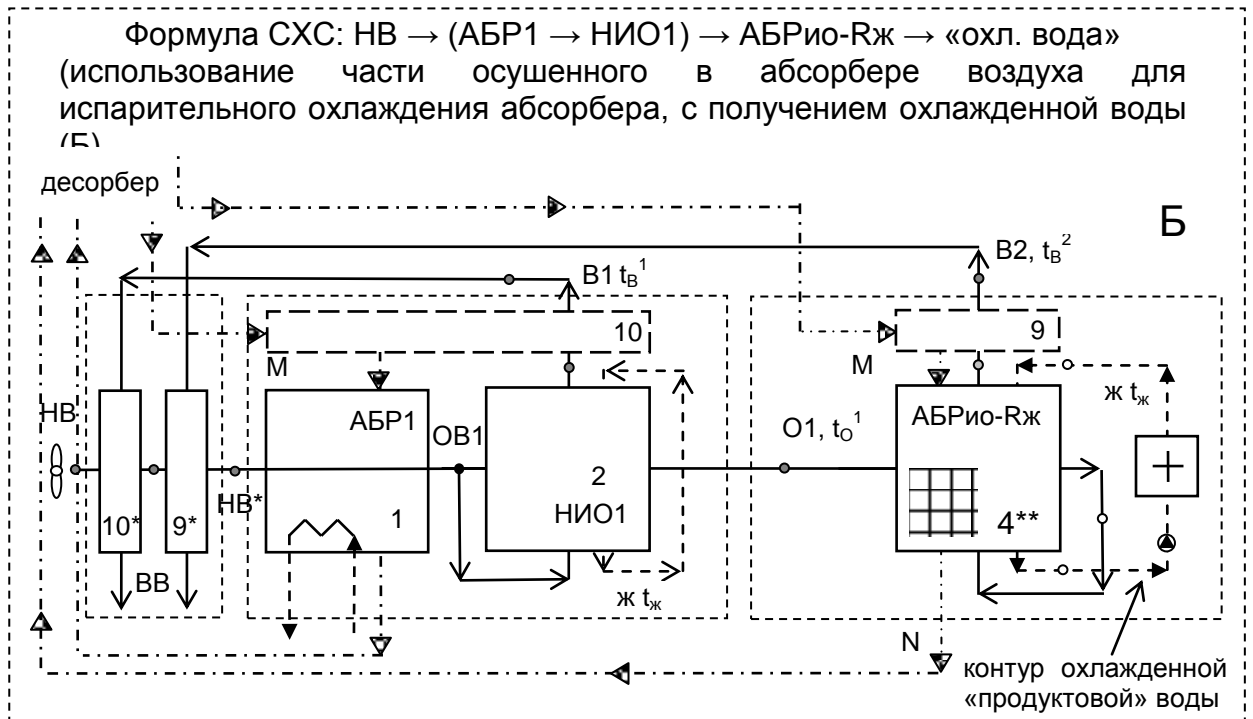 Формула СХС: НВ → (АБР1 → НИО1) → АБРио-Rж → «охл. вода»
(использование части осушенного в абсорбере воздуха для
испарительного охлаждения абсорбера, с получением охлажденной воды
(Б)
десорбер
Б
В2, tВ²
В1 tВ¹
10
9
М
М
НВ
АБР1
ОВ1
О1, tО¹
АБРио-Rж
ж tж
НВ*
2
НИО1
10*
9*
1
4**
ВВ
ж tж
N
контур охлажденной
«продуктовой» воды